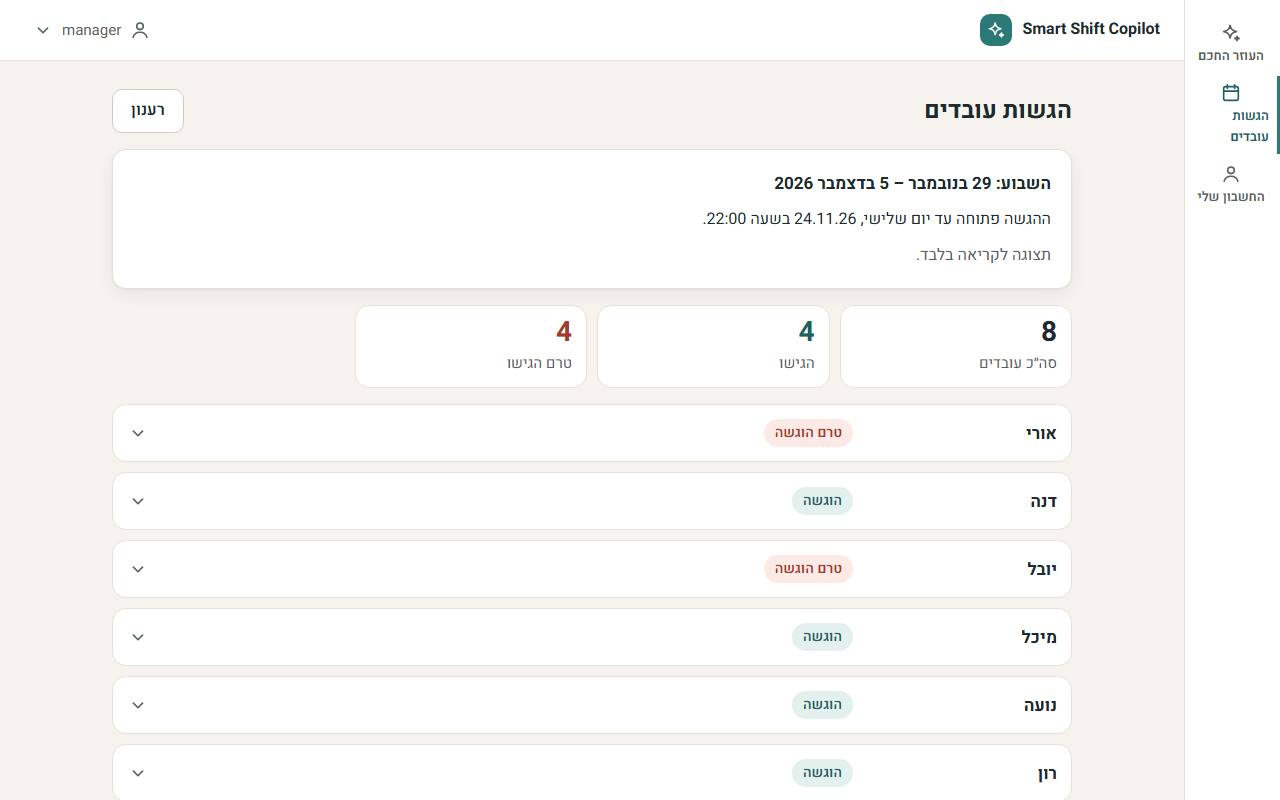 Smart Shift Copilot
manager
העוזר החכם
הגשות
עובדים
החשבון שלי
הגשות עובדים
רענון
השבוע: 29 בנובמבר – 5 בדצמבר 2026
ההגשה פתוחה עד יום שלישי, 24.11.26 בשעה 22:00.
תצוגה לקריאה בלבד.
8
סה״כ עובדים
4
הגישו
4
טרם הגישו
אורי
טרם הוגשה
דנה
הוגשה
יובל
טרם הוגשה
מיכל
הוגשה
נועה
הוגשה
רון
הוגשה